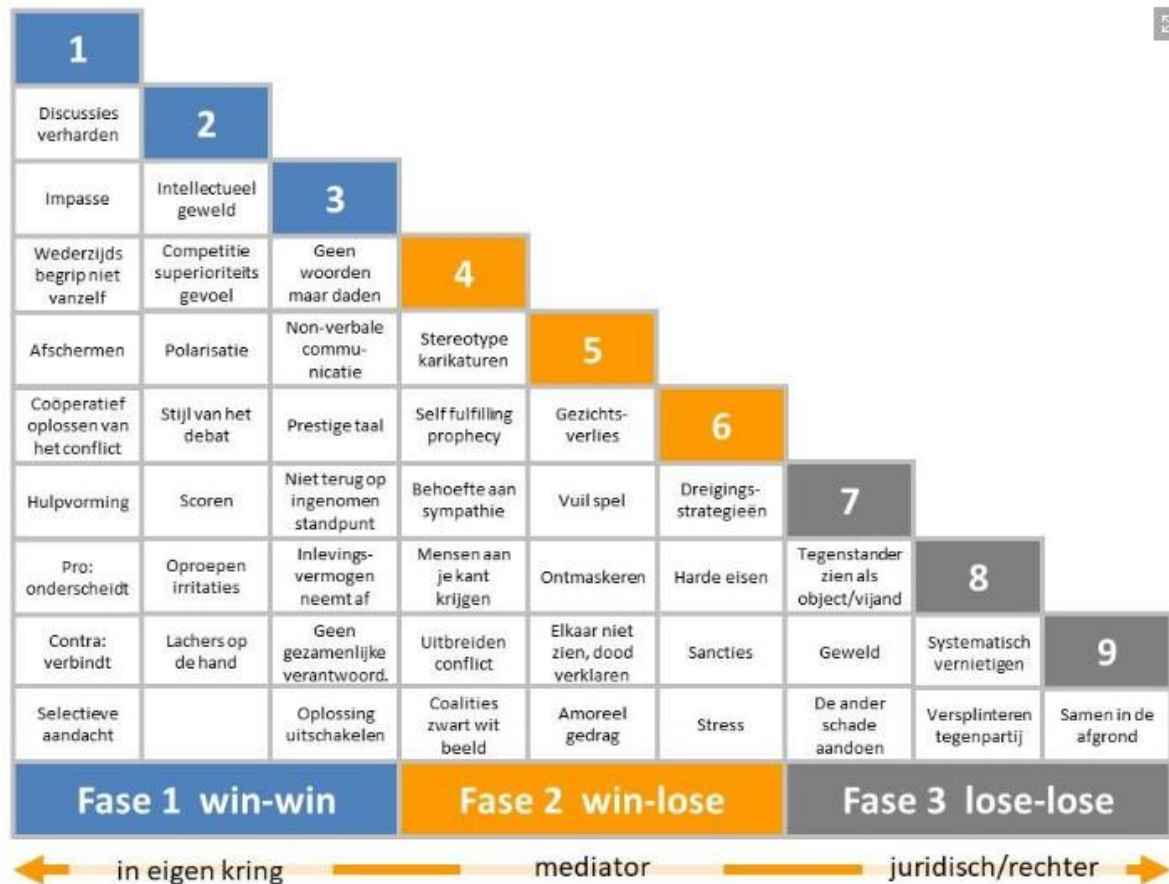 1
Discussies
verharden
2
Impasse
Intellectueel
geweld
3
Wederzijds
begrip niet
vanzelf
Competitie
superioriteits
gevoel
Geen
woorden
maar daden
4
Afschermen
Polarisatie
Non-verbale
commu-
nicatie
Stereotype
karikaturen
5
Coöperatief
oplossen van
het conflict
Stijl van het
debat
Prestige taal
Self fulfilling
prophecy
Gezichts-
verlies
6
Hulpvorming
Scoren
Niet terug op
ingenomen
standpunt
Behoefte aan
sympathie
Vuil spel
Dreigings-
strategieën
7
Pro:
onderscheidt
Oproepen
irritaties
Inlevings-
vermogen
neemt af
Mensen aan
je kant
krijgen
Ontmaskeren
Harde eisen
Tegenstander
zien als
object/vijand
8
Contra:
verbindt
Lachers op
de hand
Geen
gezamenlijke
verantwoord.
Uitbreiden
conflict
Elkaar niet
zien, dood
verklaren
Sancties
Geweld
Systematisch
vernietigen
9
Selectieve
aandacht
Oplossing
uitschakelen
Coalities
zwart wit
beeld
Amoreel
gedrag
Stress
De ander
schade
aandoen
Versplinteren
tegenpartij
Samen in de
afgrond
Fase 1 win-win
Fase 2 win-lose
Fase 3 lose-lose
in eigen kring
mediator
juridisch/rechter